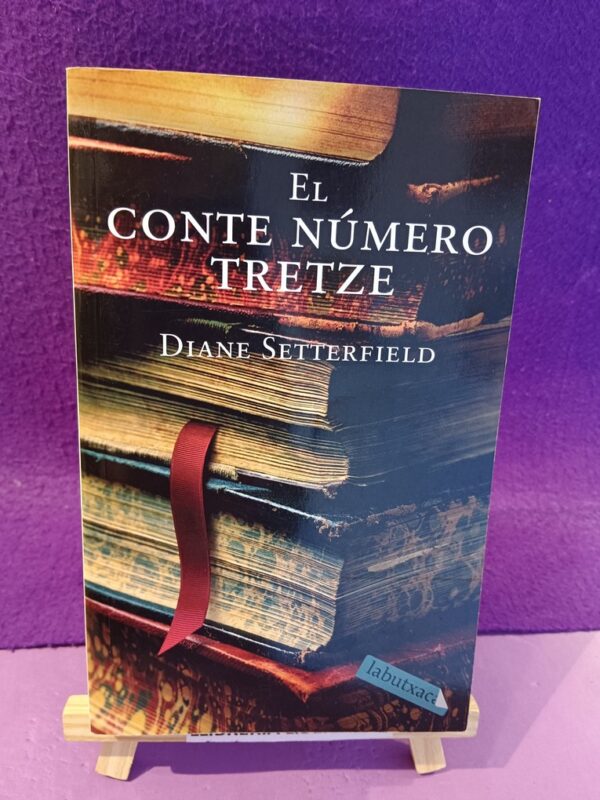 EL
CONTE NÚMERO
TRETZE
DIANE SETTERFIELD
labutxaca